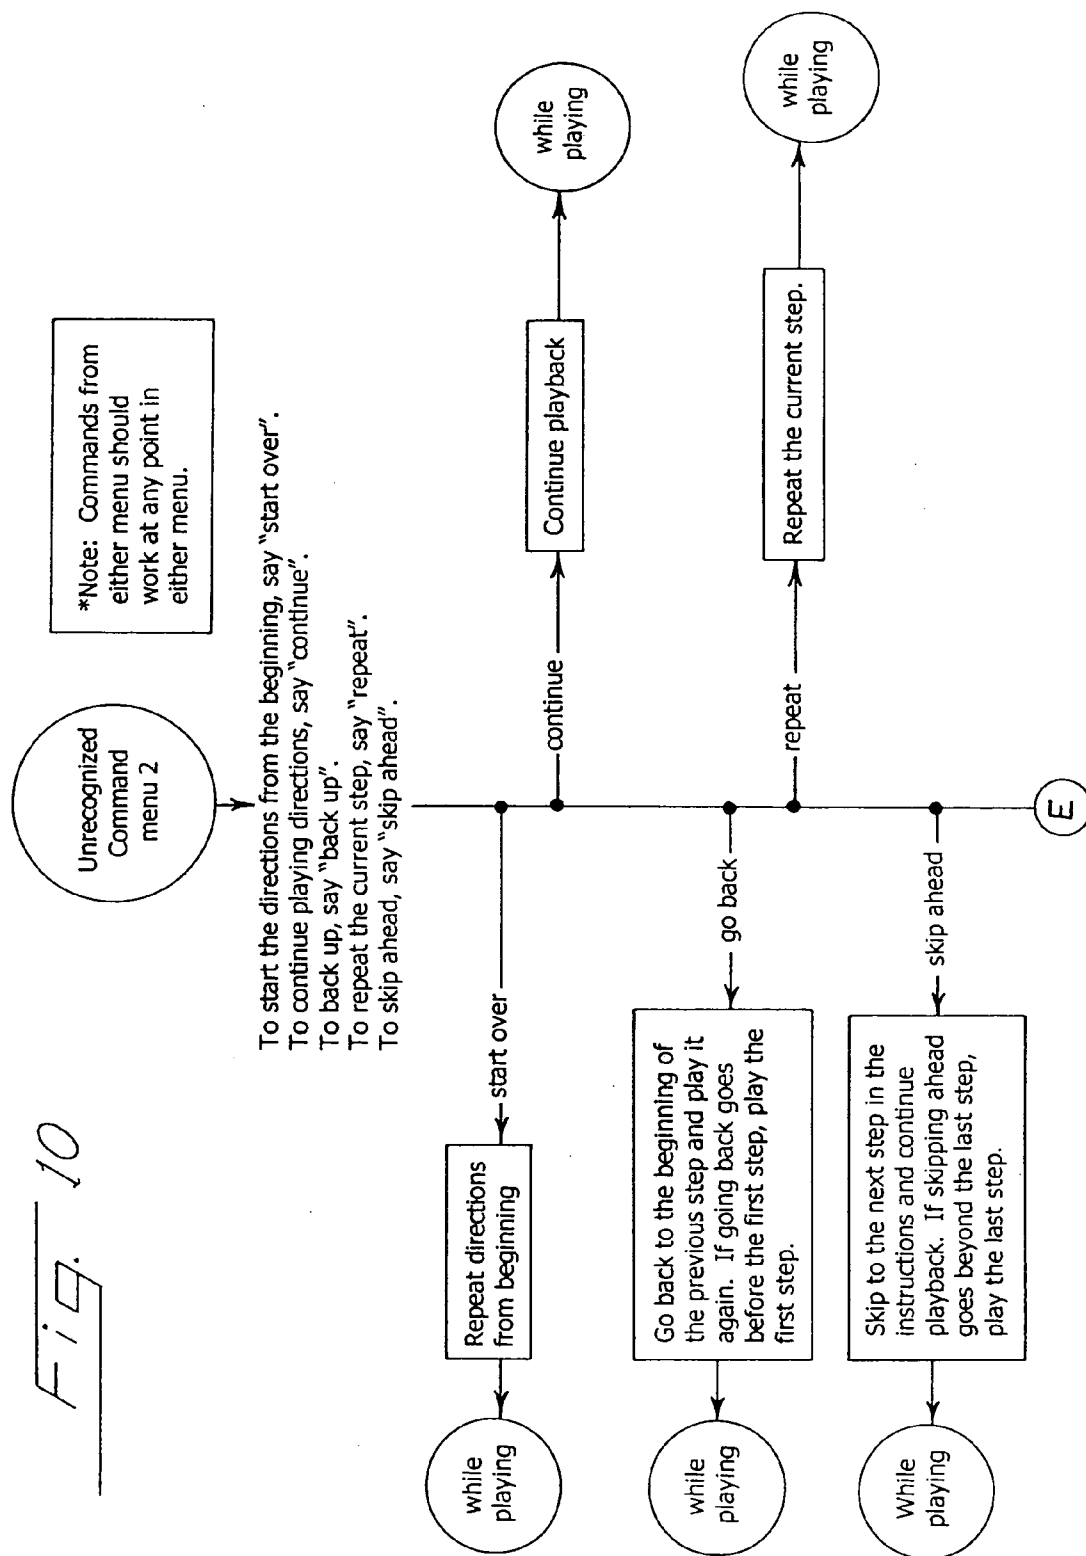 Fig. 10
Unrecognized
Command
menu 2
*Note: Commands from
either menu should
work at any point in
either menu.
To start the directions from the beginning, say “start over”.
To continue playing directions, say “continue”.
To back up, say “back up”.
To repeat the current step, say “repeat”.
To skip ahead, say “skip ahead”.
start over
Repeat directions
from beginning
while
playing
continue
Continue playback
while
playing
go back
Go back to the beginning of
the previous step and play it
again. If going back goes
before the first step, play the
first step.
while
playing
repeat
Repeat the current step.
while
playing
skip ahead
Skip to the next step in the
instructions and continue
playback. If skipping ahead
goes beyond the last step,
play the last step.
While
playing
E